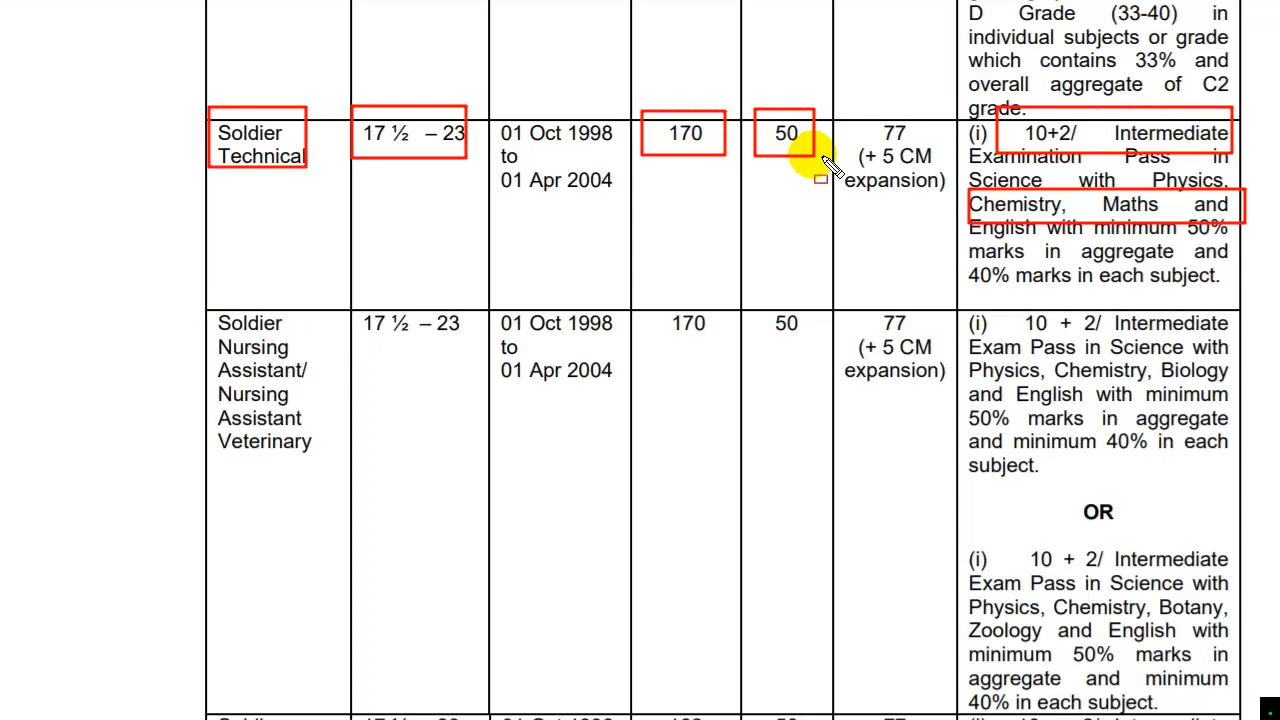 D Grade (33-40) in
individual subjects or grade
which contains 33% and
overall aggregate of C2
grade.
Soldier
Technical
17 ½ – 23
01 Oct 1998
to
01 Apr 2004
170
50
77
(+ 5 CM
expansion)
(i) 10+2/ Intermediate
Examination Pass in
Science with Physics,
Chemistry, Maths and
English with minimum 50%
marks in aggregate and
40% marks in each subject.
Soldier
Nursing
Assistant/
Nursing
Assistant
Veterinary
17 ½ – 23
01 Oct 1998
to
01 Apr 2004
170
50
77
(+ 5 CM
expansion)
(i) 10 + 2/ Intermediate
Exam Pass in Science with
Physics, Chemistry, Biology
and English with minimum
50% marks in aggregate
and minimum 40% in each
subject.
OR
(i) 10 + 2/ Intermediate
Exam Pass in Science with
Physics, Chemistry, Botany,
Zoology and English with
minimum 50% marks in
aggregate and minimum
40% in each subject.